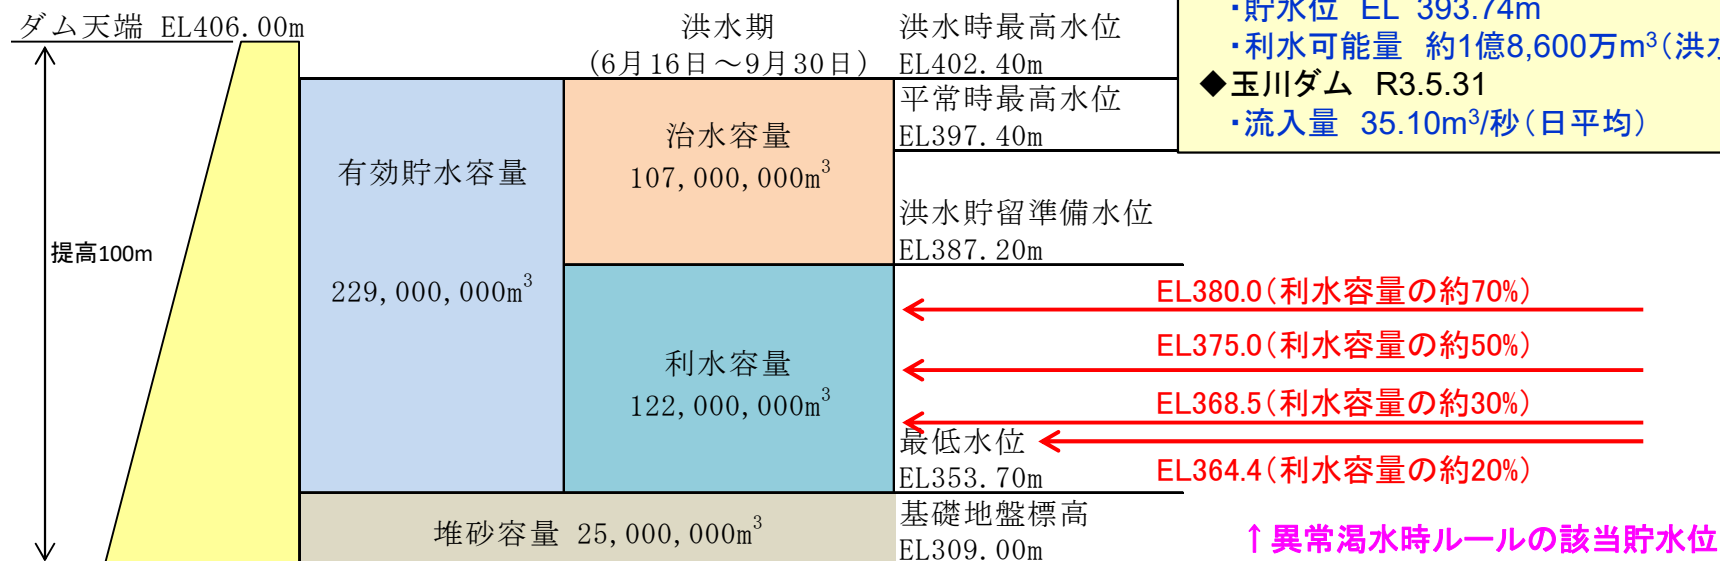 ダム天端 EL406.00m
提高100m
有効貯水容量
229,000,000m³
洪水期
(6月16日～9月30日)
治水容量
107,000,000m³
利水容量
122,000,000m³
堆砂容量 25,000,000m³
洪水時最高水位
EL402.40m
平常時最高水位
EL397.40m
洪水貯留準備水位
EL387.20m
最低水位
EL353.70m
基礎地盤標高
EL309.00m
・貯水位 EL 393.74m
・利水可能量 約1億8,600万m³(洪水
◆玉川ダム R3.5.31
・流入量 35.10m³/秒(日平均)
EL380.0(利水容量の約70%)
EL375.0(利水容量の約50%)
EL368.5(利水容量の約30%)
EL364.4(利水容量の約20%)
↑異常渇水時ルールの該当貯水位